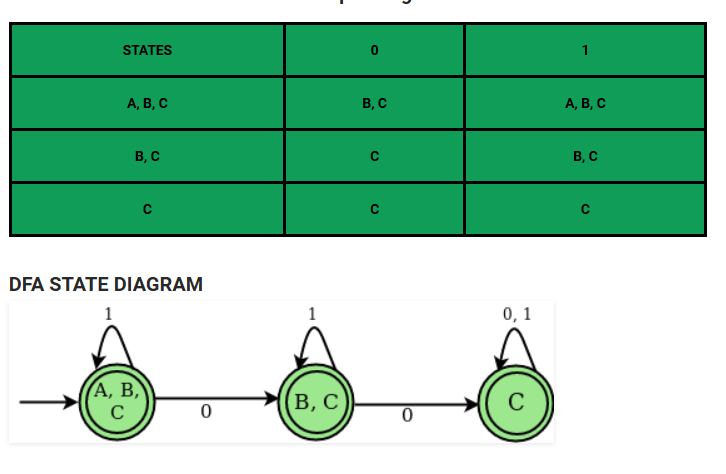 STATES 0 1
A, B, C B, C A, B, C
B, C C B, C
C C C
DFA STATE DIAGRAM
1 1 0, 1
A, B,
C B, C C
0 0